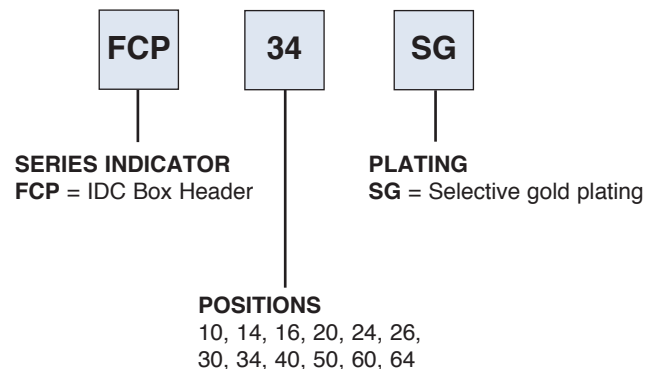 FCP 34 SG
SERIES INDICATOR
FCP = IDC Box Header
PLATING
SG = Selective gold plating
POSITIONS
10, 14, 16, 20, 24, 26,
30, 34, 40, 50, 60, 64